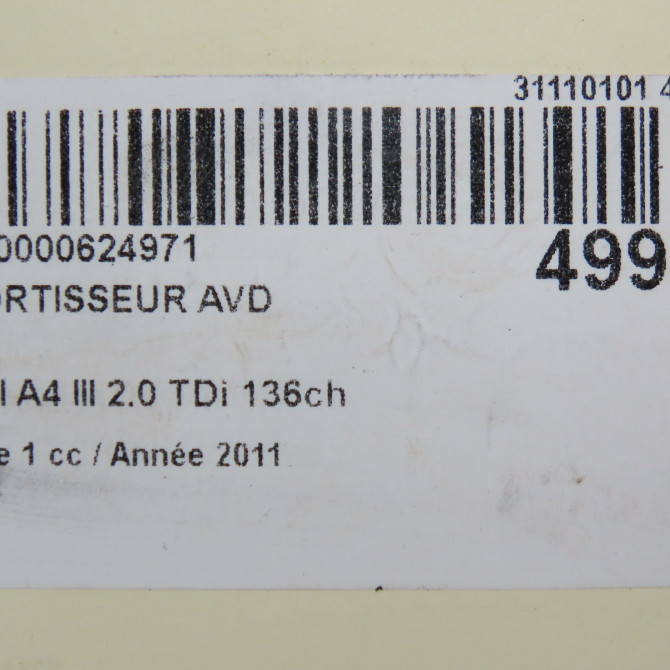 31110101 4
0000624971
499
ORTISSEUR AVD
I A4 III 2.0 TDi 136ch
e 1 cc / Année 2011